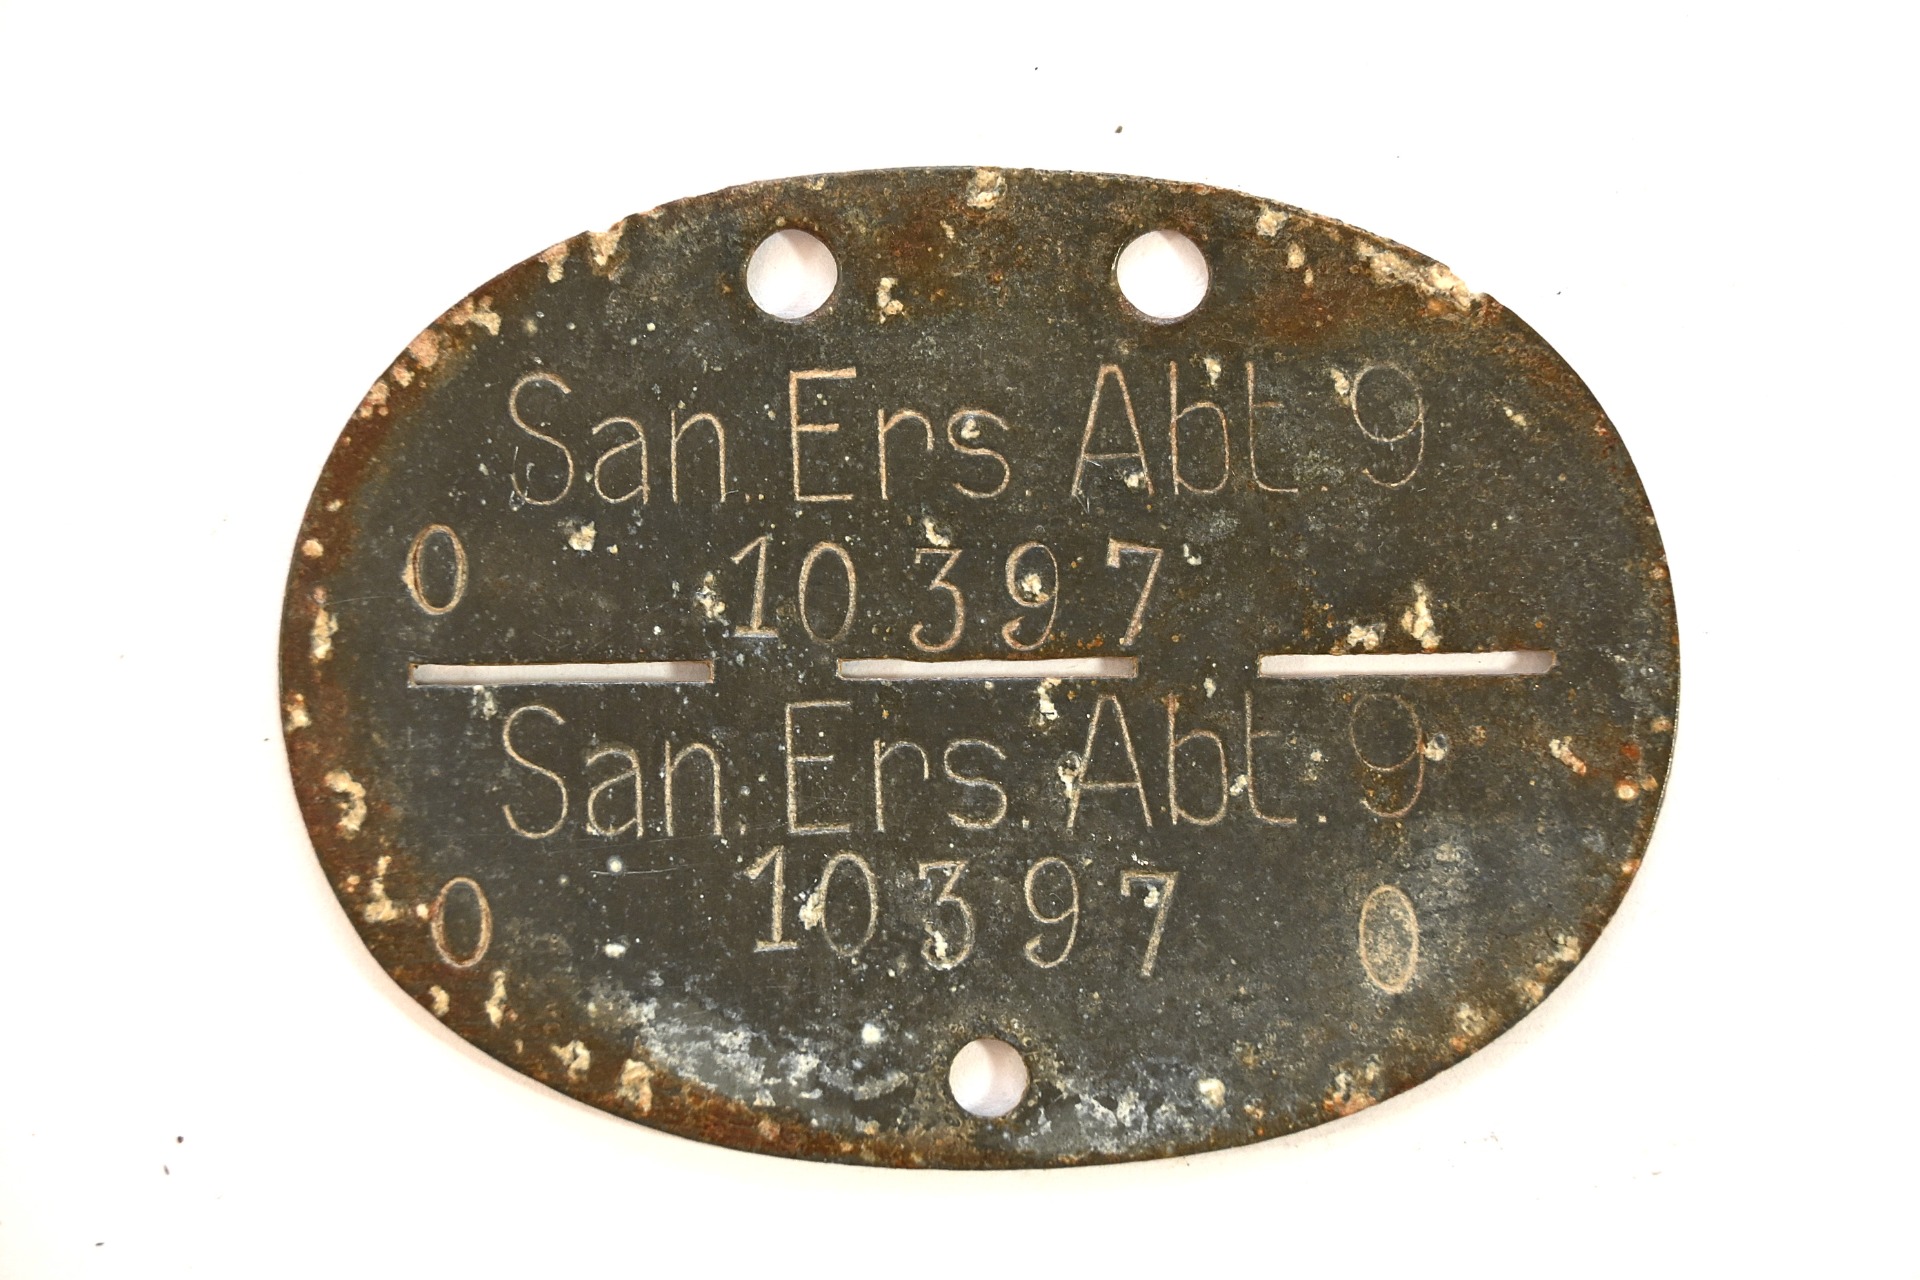 San. Ers. Abt. 9
0 10397
San. Ers. Abt. 9
0 10397 0